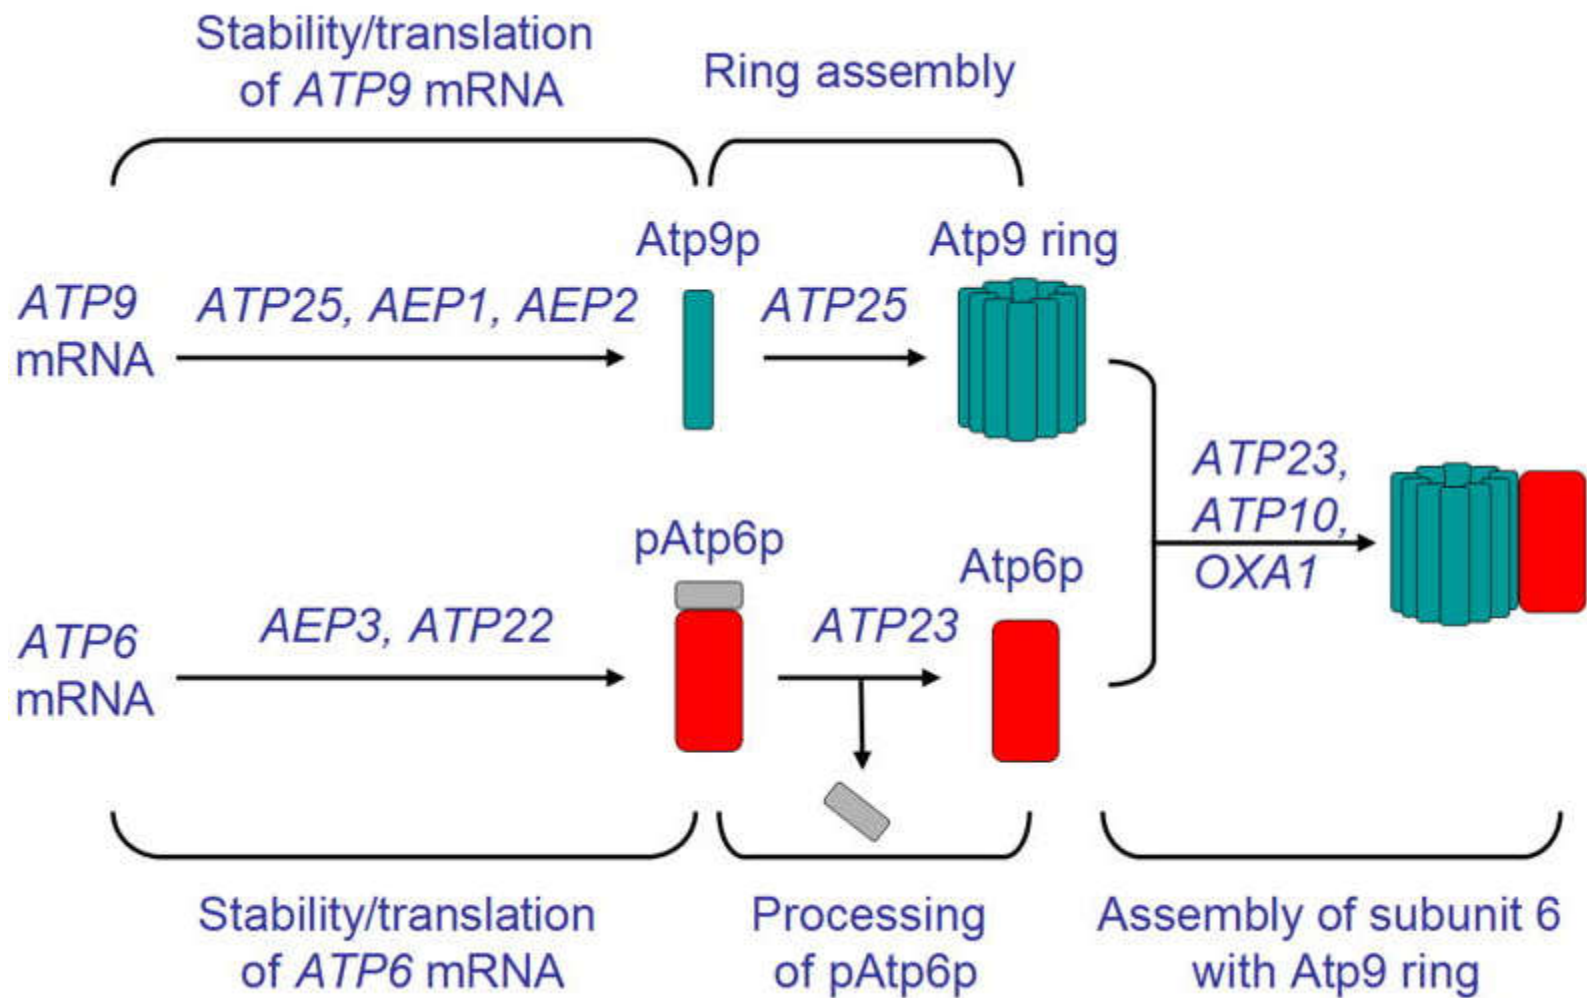 Stability/translation
of ATP9 mRNA
Ring assembly
Atp9p
Atp9 ring
ATP9
mRNA
ATP25, AEP1, AEP2
ATP25
ATP23,
ATP10,
OXA1
pAtp6p
Atp6p
ATP6
mRNA
AEP3, ATP22
ATP23
Stability/translation
of ATP6 mRNA
Processing
of pAtp6p
Assembly of subunit 6
with Atp9 ring